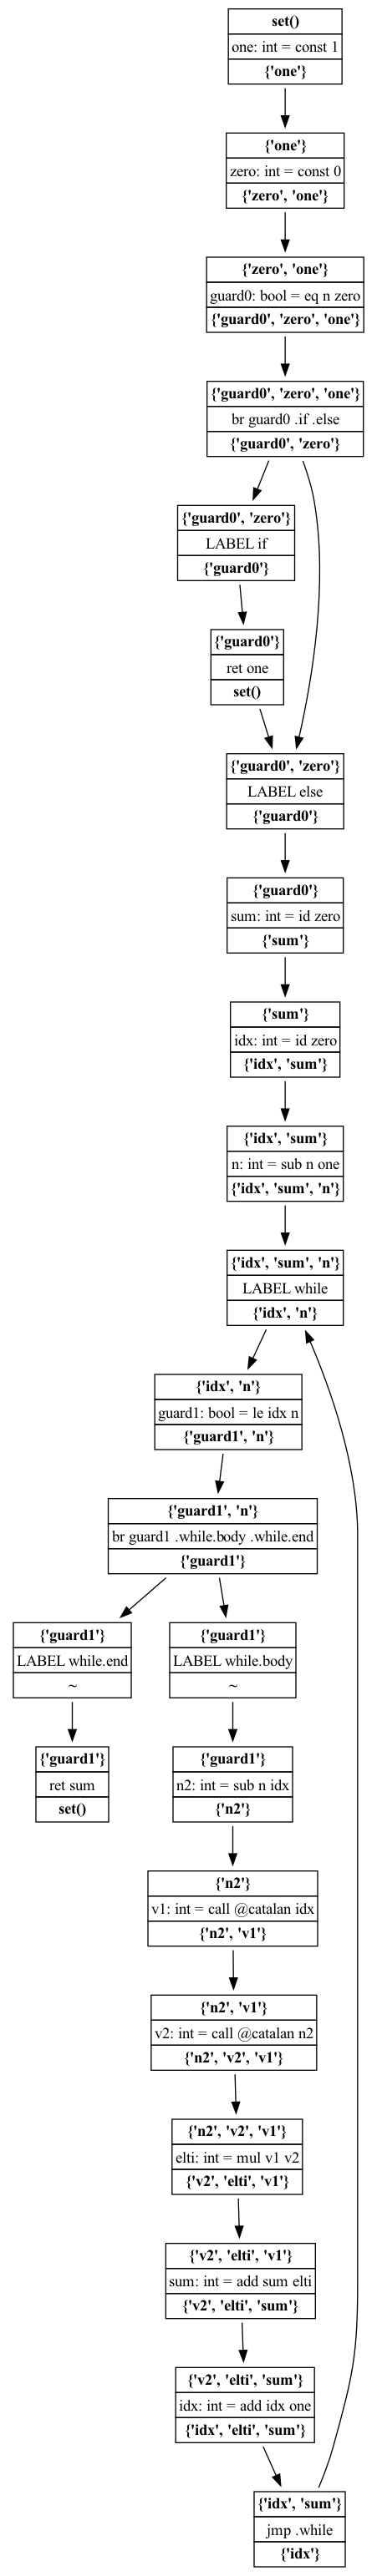 set()
one: int = const 1
{'one'}
{'one'}
zero: int = const 0
{'zero', 'one'}
{'zero', 'one'}
guard0: bool = eq n zero
{'guard0', 'zero', 'one'}
{'guard0', 'zero', 'one'}
br guard0 .if .else
{'guard0', 'zero'}
{'guard0', 'zero'}
LABEL if
{'guard0'}
{'guard0'}
ret one
set()
{'guard0', 'zero'}
LABEL else
{'guard0'}
{'guard0'}
sum: int = id zero
{'sum'}
{'sum'}
idx: int = id zero
{'idx', 'sum'}
{'idx', 'sum'}
n: int = sub n one
{'idx', 'sum', 'n'}
{'idx', 'sum', 'n'}
LABEL while
{'idx', 'n'}
{'idx', 'n'}
guard1: bool = le idx n
{'guard1', 'n'}
{'guard1', 'n'}
br guard1 .while.body .while.end
{'guard1'}
{'guard1'}
LABEL while.end
~
{'guard1'}
ret sum
set()
{'guard1'}
LABEL while.body
~
{'guard1'}
n2: int = sub n idx
{'n2'}
{'n2'}
v1: int = call @catalan idx
{'n2', 'v1'}
{'n2', 'v1'}
v2: int = call @catalan n2
{'n2', 'v2', 'v1'}
{'n2', 'v2', 'v1'}
elti: int = mul v1 v2
{'v2', 'elti', 'v1'}
{'v2', 'elti', 'v1'}
sum: int = add sum elti
{'v2', 'elti', 'sum'}
{'v2', 'elti', 'sum'}
idx: int = add idx one
{'idx', 'elti', 'sum'}
{'idx', 'sum'}
jmp .while
{'idx'}